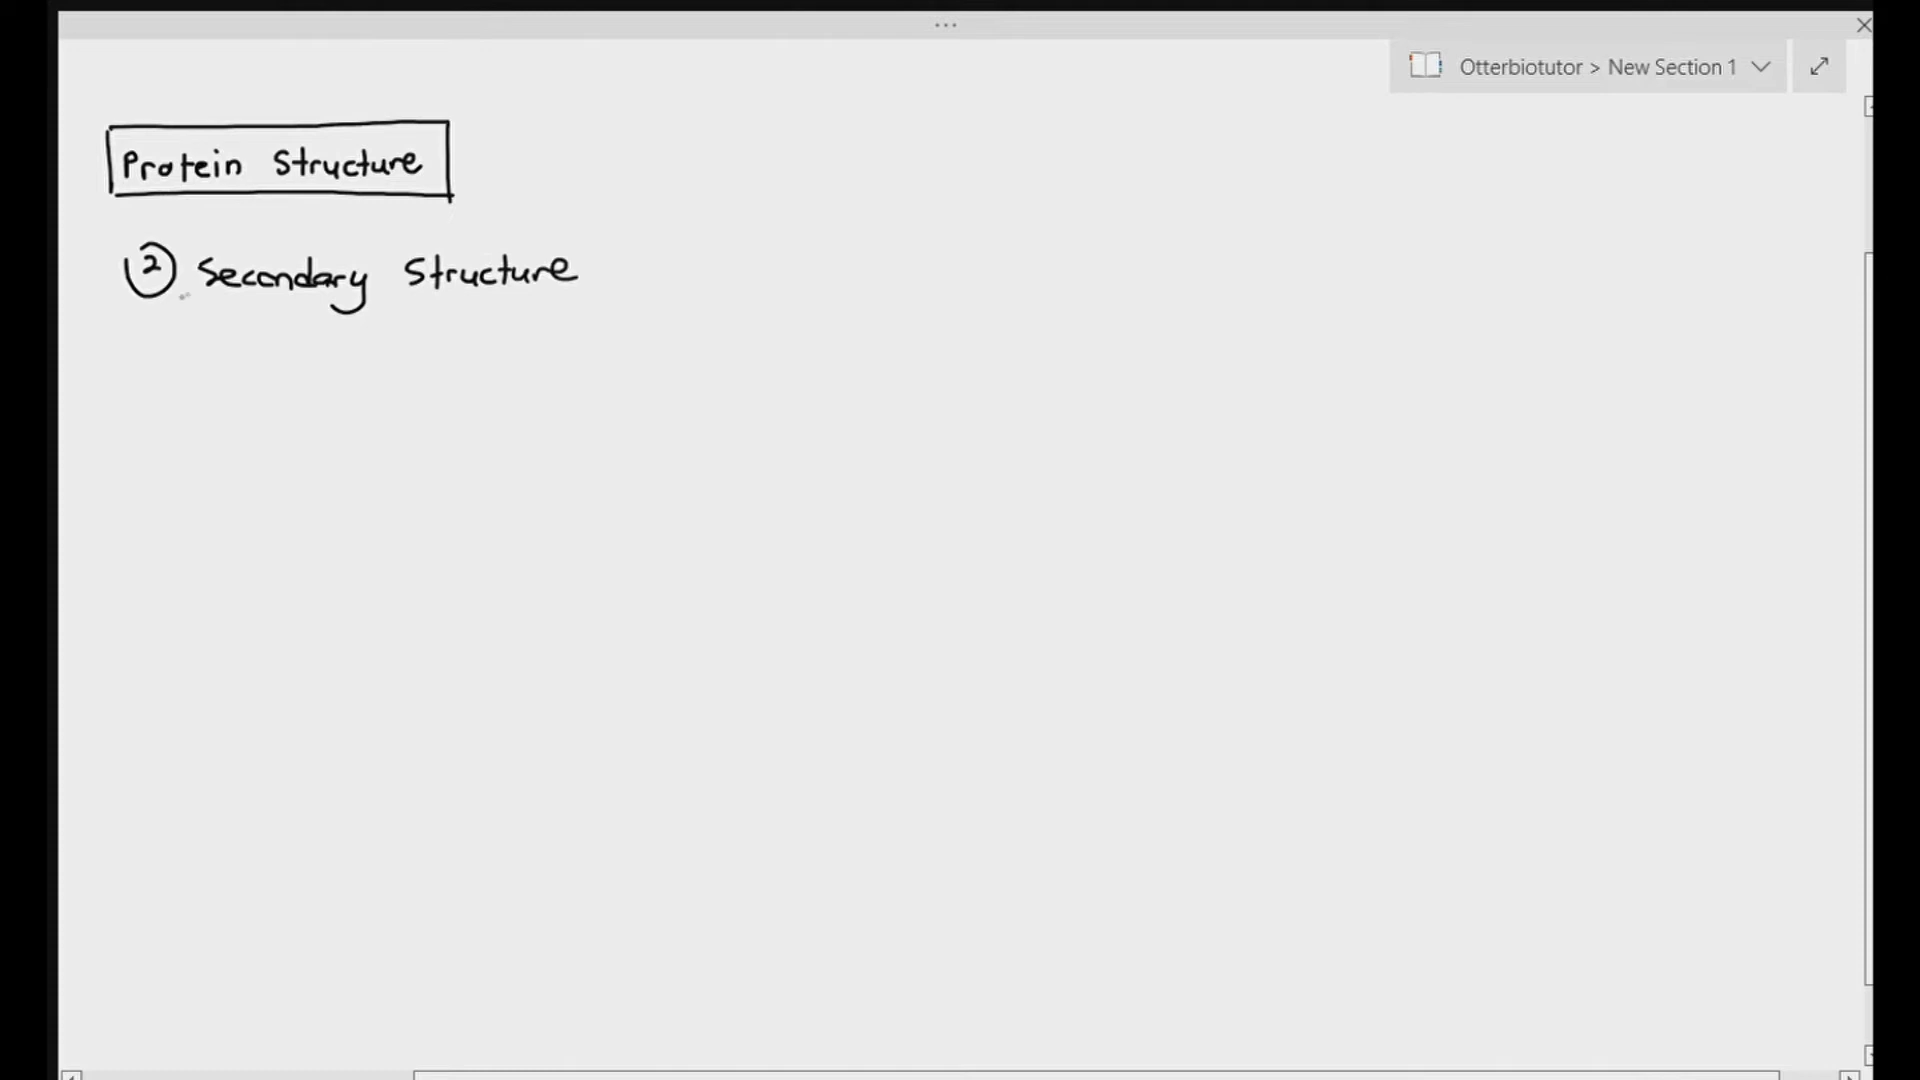 ...
Otterbiotutor > New Section 1
Protein Structure
② Secondary Structure